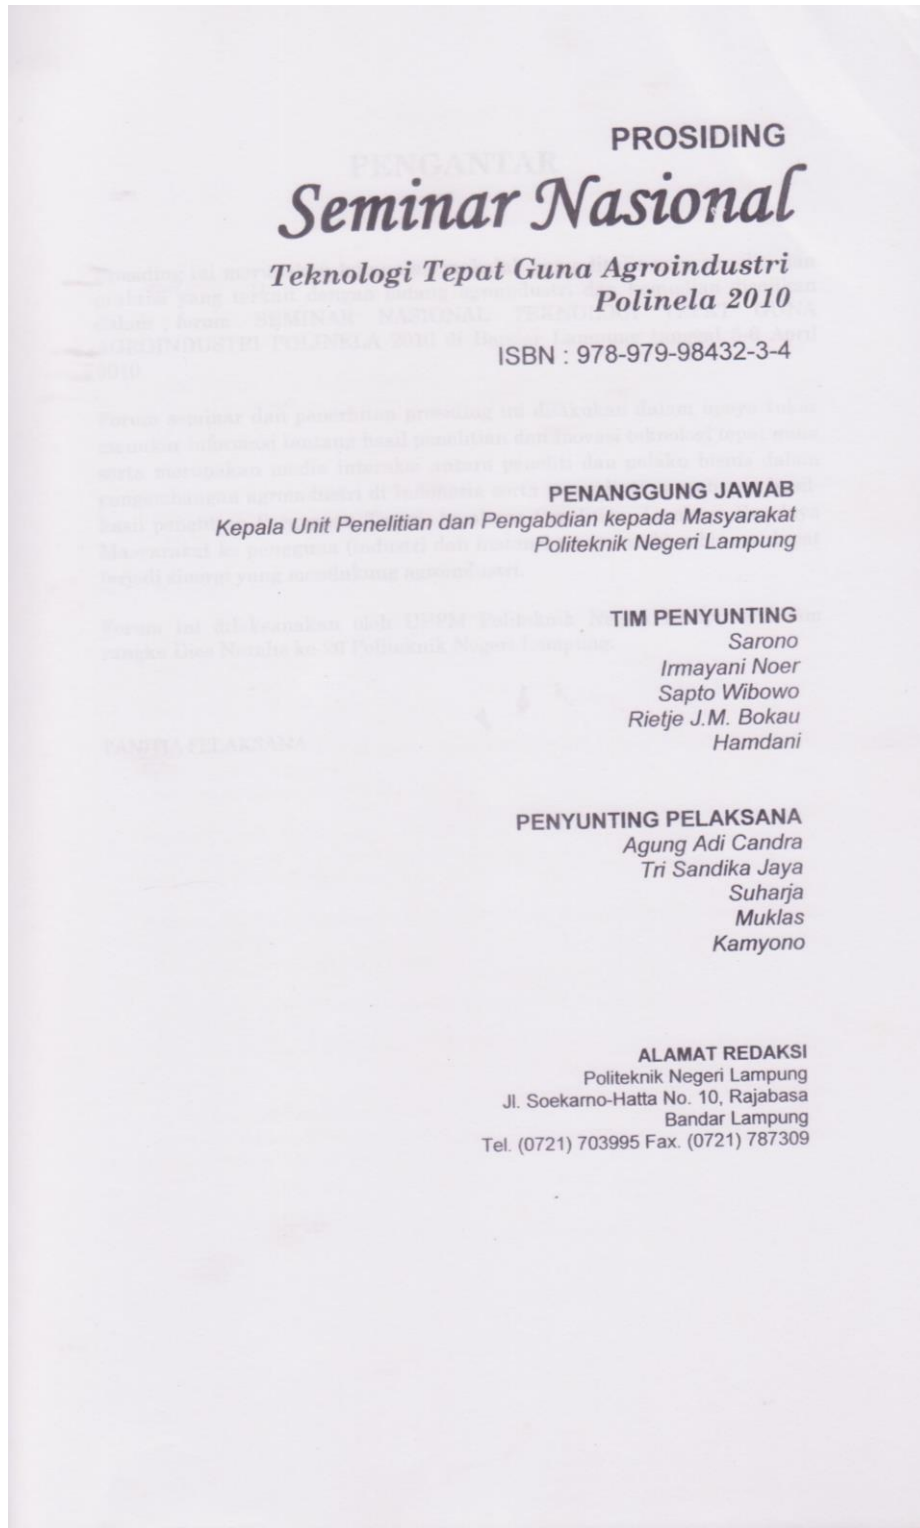 PROSIDING
Seminar Nasional
Teknologi Tepat Guna Agroindustri
Polinela 2010
ISBN : 978-979-98432-3-4
PENANGGUNG JAWAB
Kepala Unit Penelitian dan Pengabdian kepada Masyarakat
Politeknik Negeri Lampung
TIM PENYUNTING
Sarono
Irmayani Noer
Sapto Wibowo
Rietje J.M. Bokau
Hamdani
PENYUNTING PELAKSANA
Agung Adi Candra
Tri Sandika Jaya
Suharja
Muklas
Kamyono
ALAMAT REDAKSI
Politeknik Negeri Lampung
Jl. Soekarno-Hatta No. 10, Rajabasa
Bandar Lampung
Tel. (0721) 703995 Fax. (0721) 787309